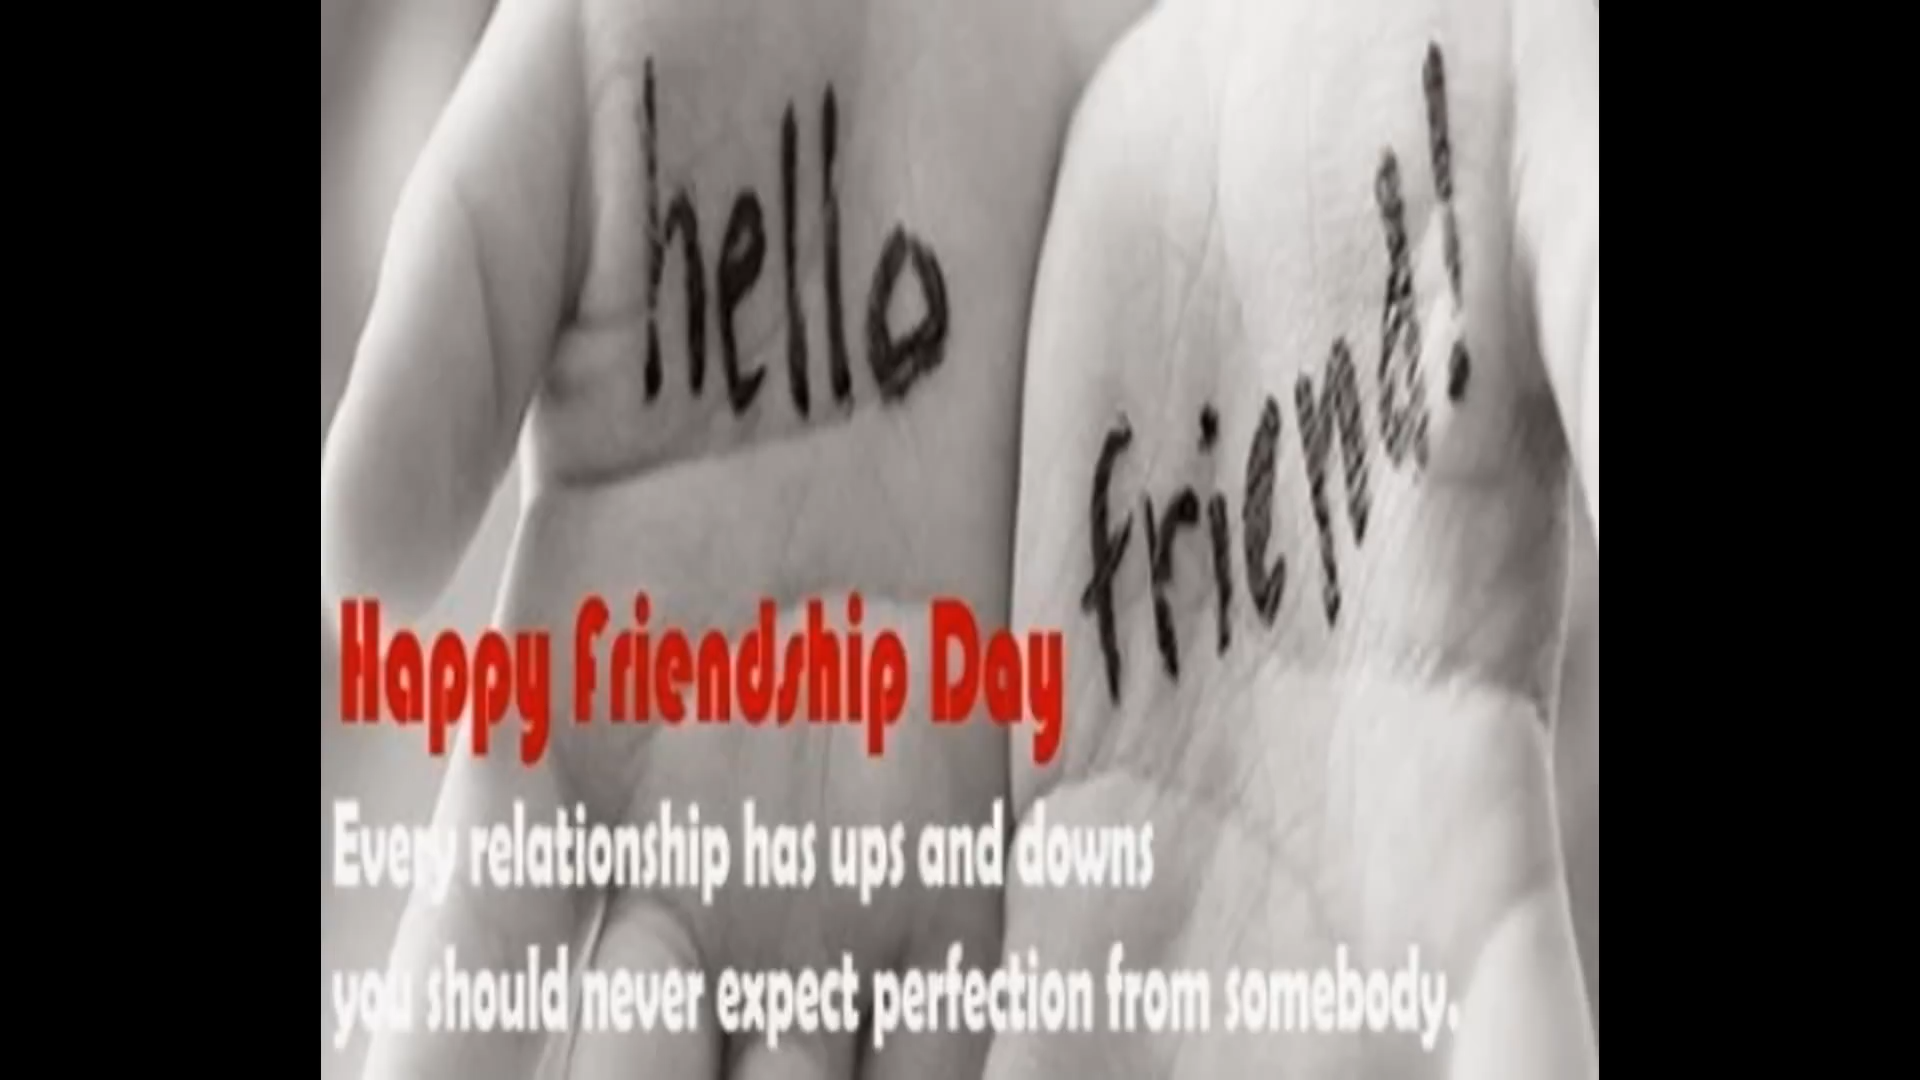 hello
friend!
Happy Friendship Day
Every relationship has ups and downs
you should never expect perfection from somebody.